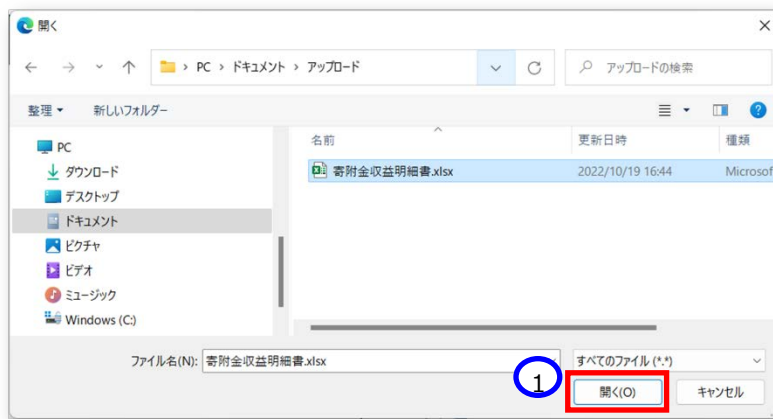 開く
PC › ドキュメント › アップロード
アップロードの検索
整理
新しいフォルダー
名前
更新日時
種類
PC
ダウンロード
デスクトップ
ドキュメント
ピクチャ
ビデオ
ミュージック
Windows (C:)
寄附金収益明細書.xlsx
2022/10/19 16:44
Microsof
ファイル名(N):
寄附金収益明細書.xlsx
すべてのファイル (*.*)
1
開く(O)
キャンセル